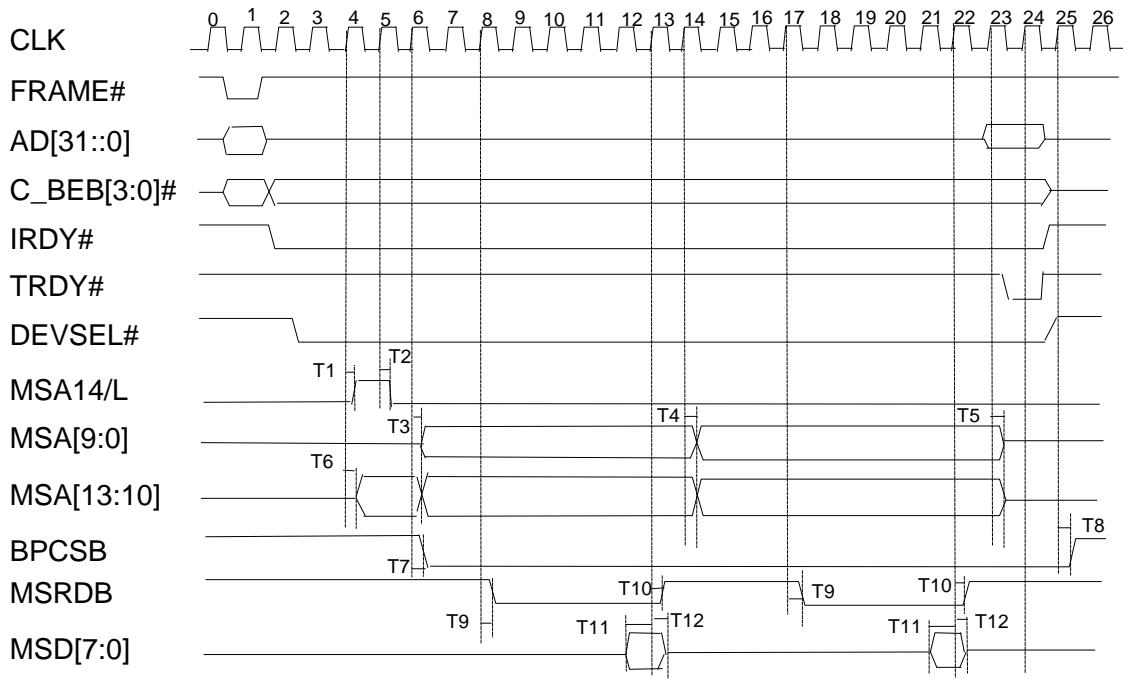 0 1 2 3 4 5 6 7 8 9 10 11 12 13 14 15 16 17 18 19 20 21 22 23 24 25 26
CLK
FRAME#
AD[31::0]
C_BEB[3:0]#
IRDY#
TRDY#
DEVSEL#
T1 T2
MSA14/L
T3 T4 T5
MSA[9:0]
T6
MSA[13:10]
T8
BPCSB
T7
MSRDB
T10 T9 T10
T9 T11 T12 T11 T12
MSD[7:0]